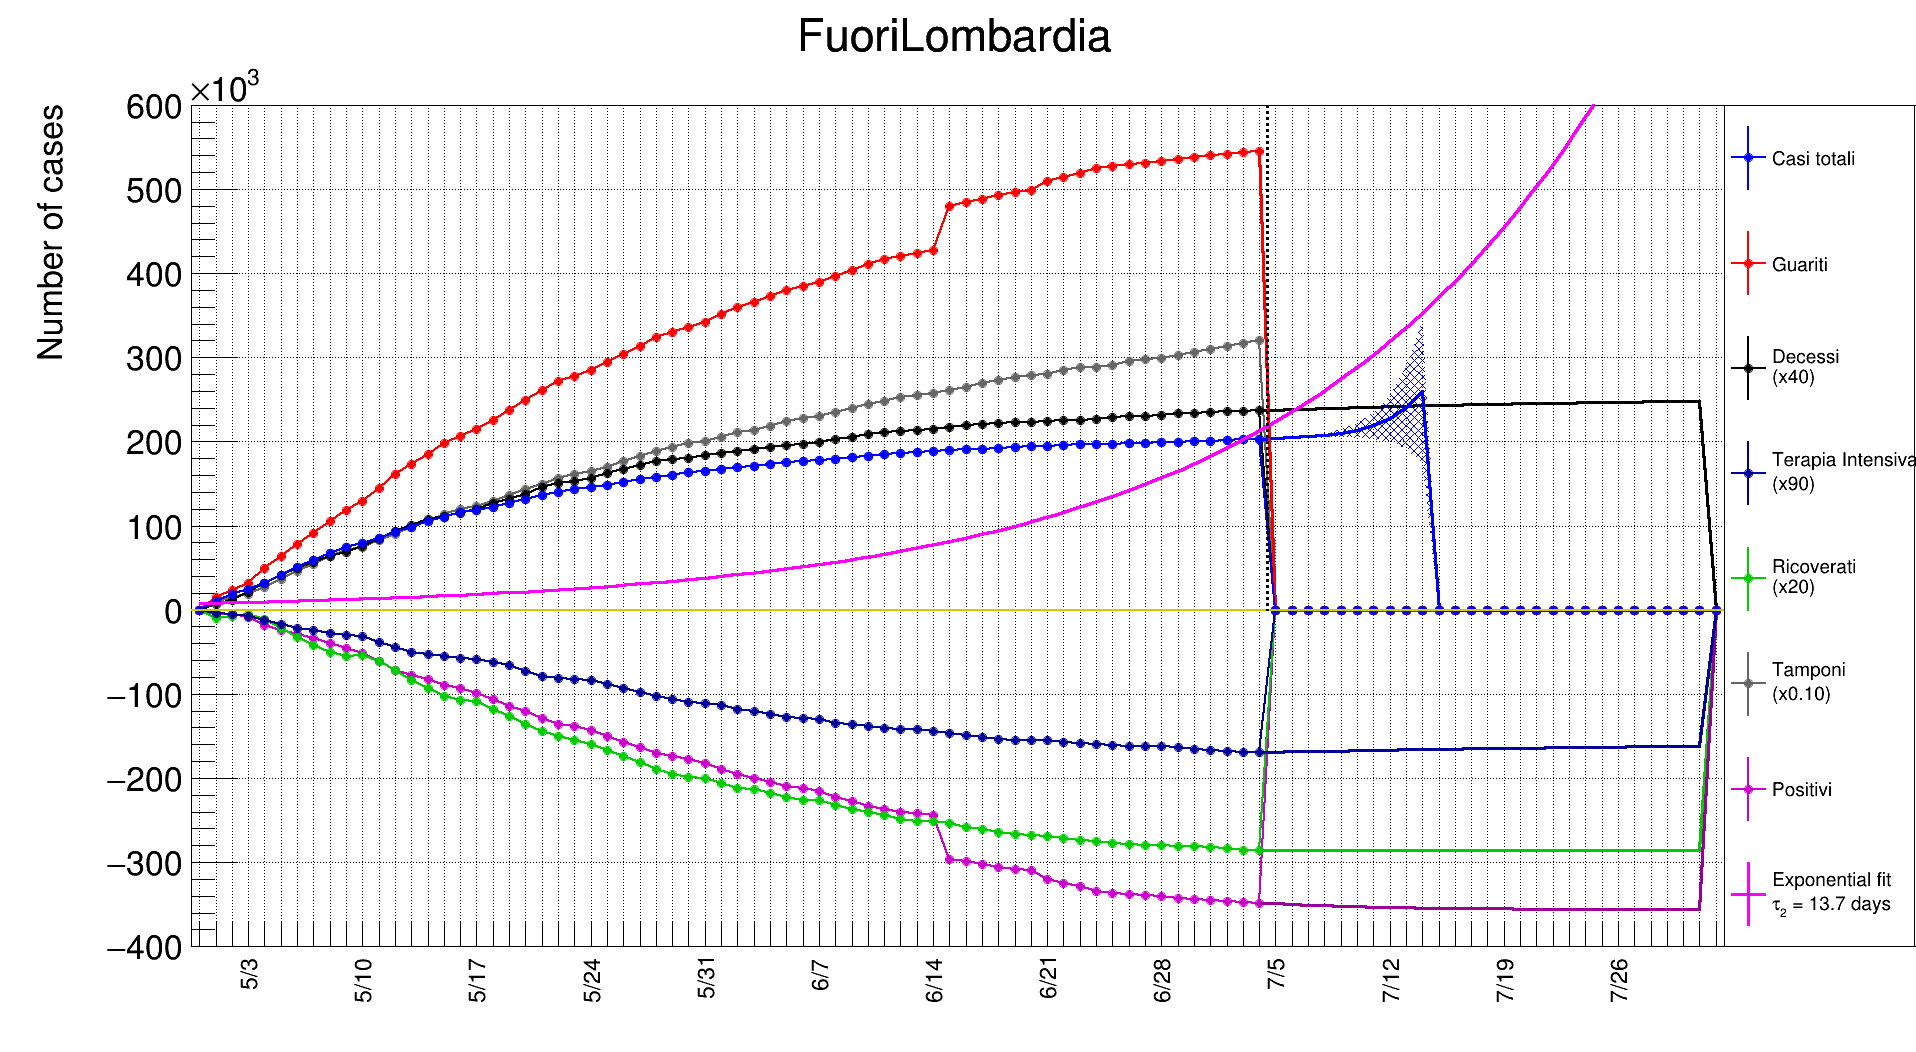 FuoriLombardia
×10³
Number of cases
600
500
400
300
200
100
0
−100
−200
−300
−400
5/3
5/10
5/17
5/24
5/31
6/7
6/14
6/21
6/28
7/5
7/12
7/19
7/26
Casi totali
Guariti
Decessi
(x40)
Terapia Intensiva
(x90)
Ricoverati
(x20)
Tamponi
(x0.10)
Positivi
Exponential fit
τ₂ = 13.7 days